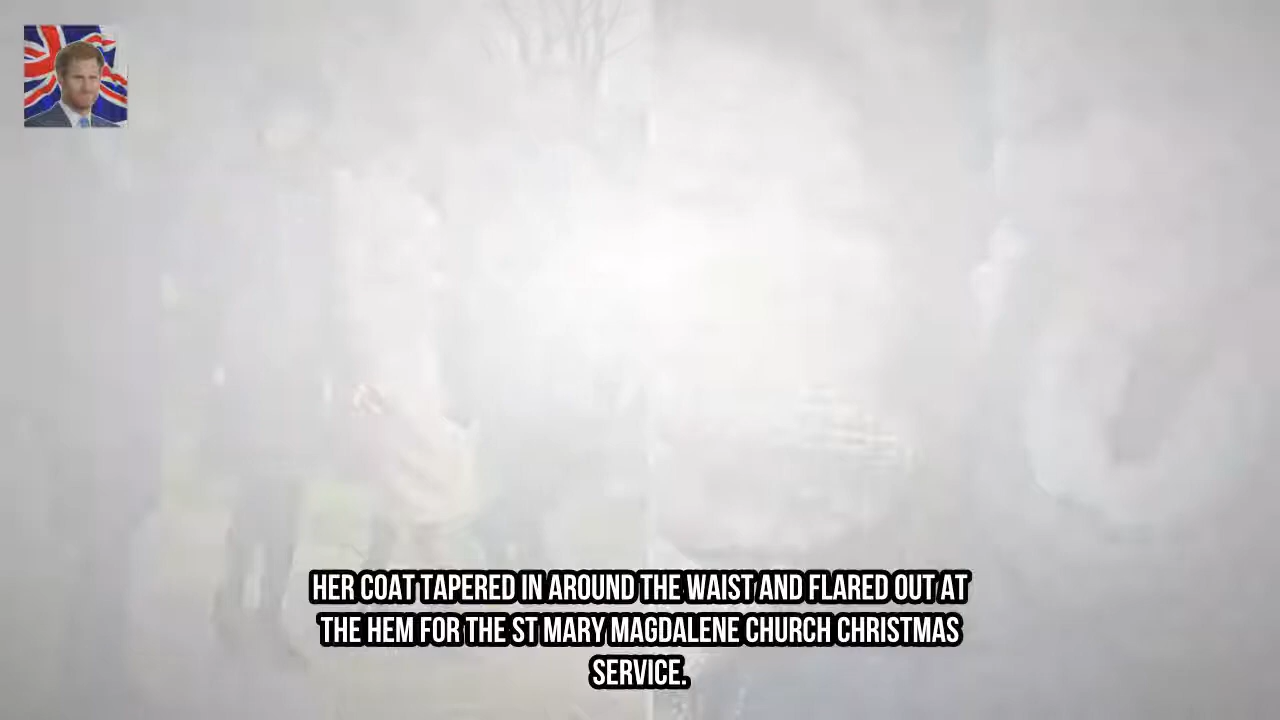 HER COAT TAPERED IN AROUND THE WAIST AND FLARED OUT AT
THE HEM FOR THE ST MARY MAGDALENE CHURCH CHRISTMAS
SERVICE.